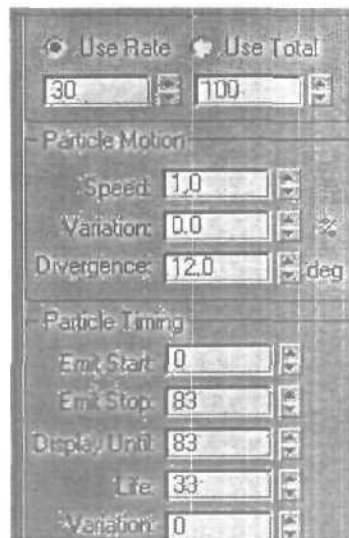 Use Rate Use Total
30 100
Particle Motion
Speed: 1.0
Variation: 0.0 %
Divergence: 12.0 deg
Particle Timing
Emit Start: 0
Emit Stop: 83
Display Until: 83
Life: 33
Variation: 0